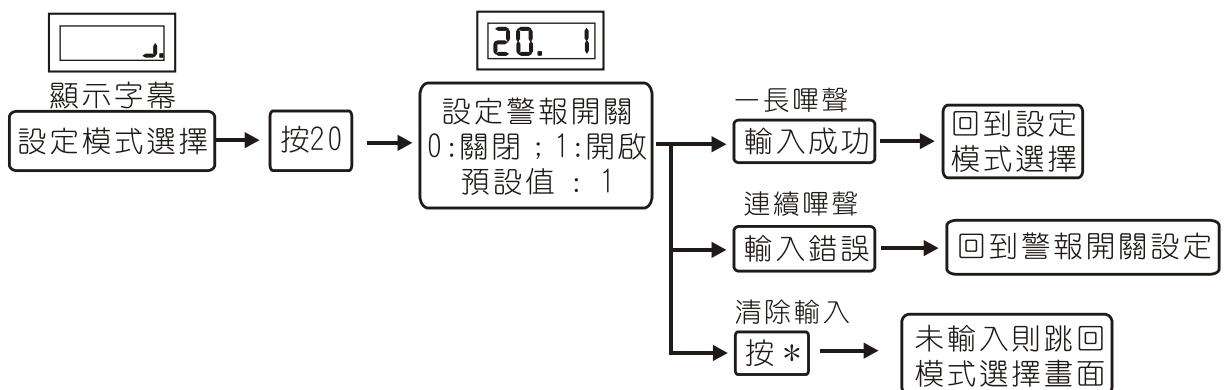 20. 1
顯示字幕
設定模式選擇
按20
設定警報開關
0:關閉；1:開啟
預設值：1
一長嗶聲
輸入成功
回到設定
模式選擇
連續嗶聲
輸入錯誤
回到警報開關設定
清除輸入
按＊
未輸入則跳回
模式選擇畫面